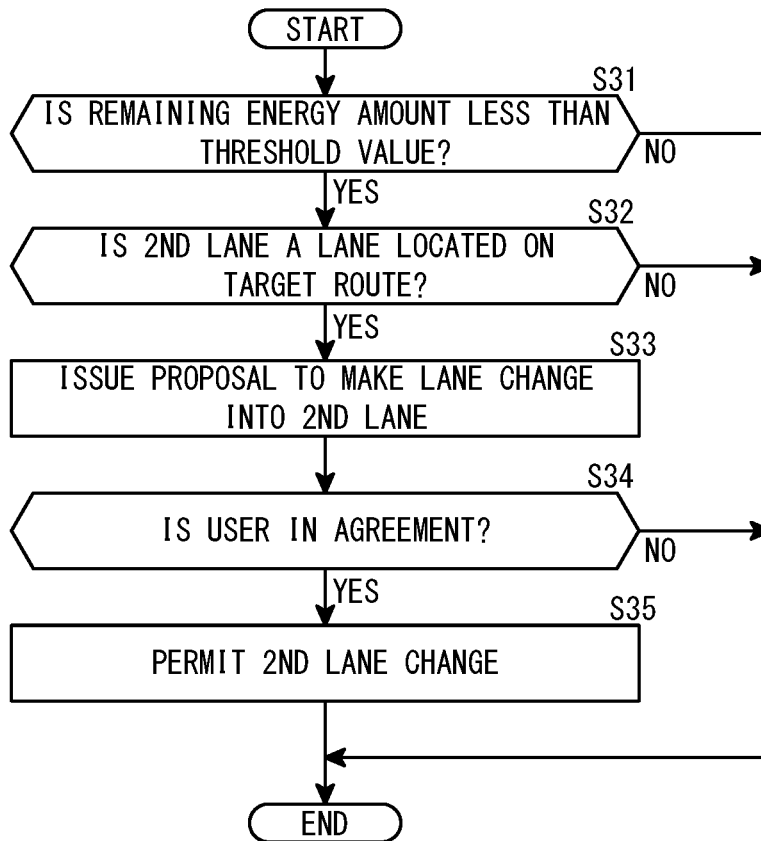 START
S31
IS REMAINING ENERGY AMOUNT LESS THAN
THRESHOLD VALUE?
NO
YES
S32
IS 2ND LANE A LANE LOCATED ON
TARGET ROUTE?
NO
YES
S33
ISSUE PROPOSAL TO MAKE LANE CHANGE
INTO 2ND LANE
S34
IS USER IN AGREEMENT?
NO
YES
S35
PERMIT 2ND LANE CHANGE
END